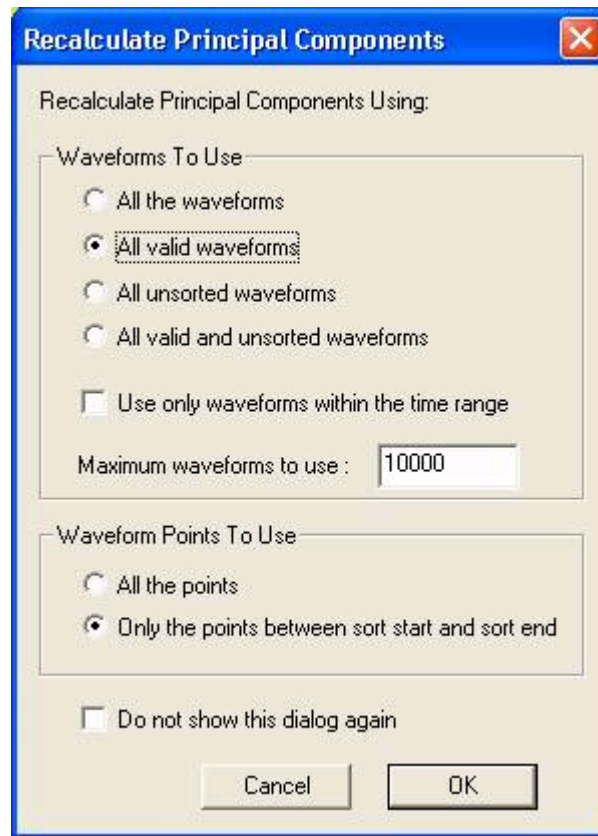 Recalculate Principal Components
Recalculate Principal Components Using:
Waveforms To Use
All the waveforms
All valid waveforms
All unsorted waveforms
All valid and unsorted waveforms
Use only waveforms within the time range
Maximum waveforms to use : 10000
Waveform Points To Use
All the points
Only the points between sort start and sort end
Do not show this dialog again
Cancel OK